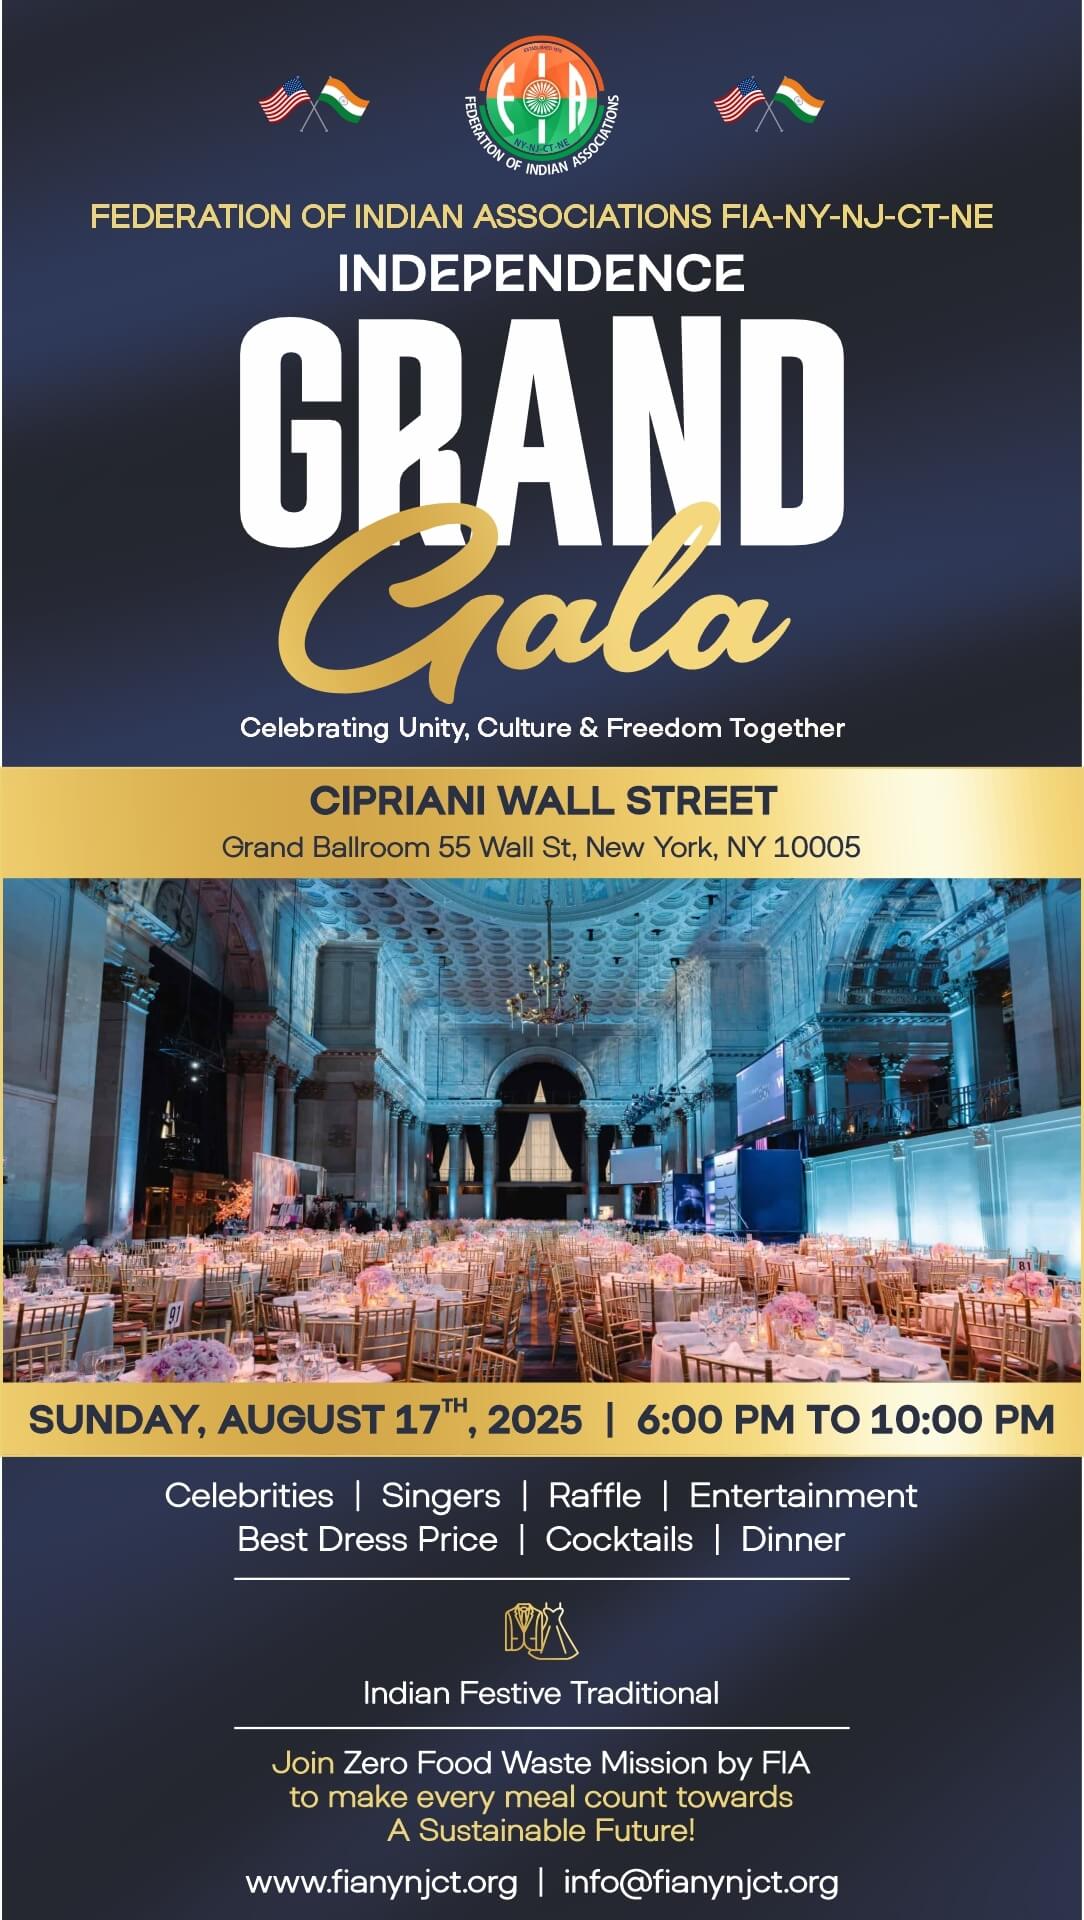 ESTABLISHED 1970
FIA
NY-NJ-CT-NE
FEDERATION OF INDIAN ASSOCIATIONS
FEDERATION OF INDIAN ASSOCIATIONS FIA-NY-NJ-CT-NE
INDEPENDENCE
GRAND
Gala
Celebrating Unity, Culture & Freedom Together
CIPRIANI WALL STREET
Grand Ballroom 55 Wall St, New York, NY 10005
81
91
SUNDAY, AUGUST 17TH, 2025 | 6:00 PM TO 10:00 PM
Celebrities | Singers | Raffle | Entertainment
Best Dress Price | Cocktails | Dinner
Indian Festive Traditional
Join Zero Food Waste Mission by FIA
to make every meal count towards
A Sustainable Future!
www.fianynjct.org | info@fianynjct.org